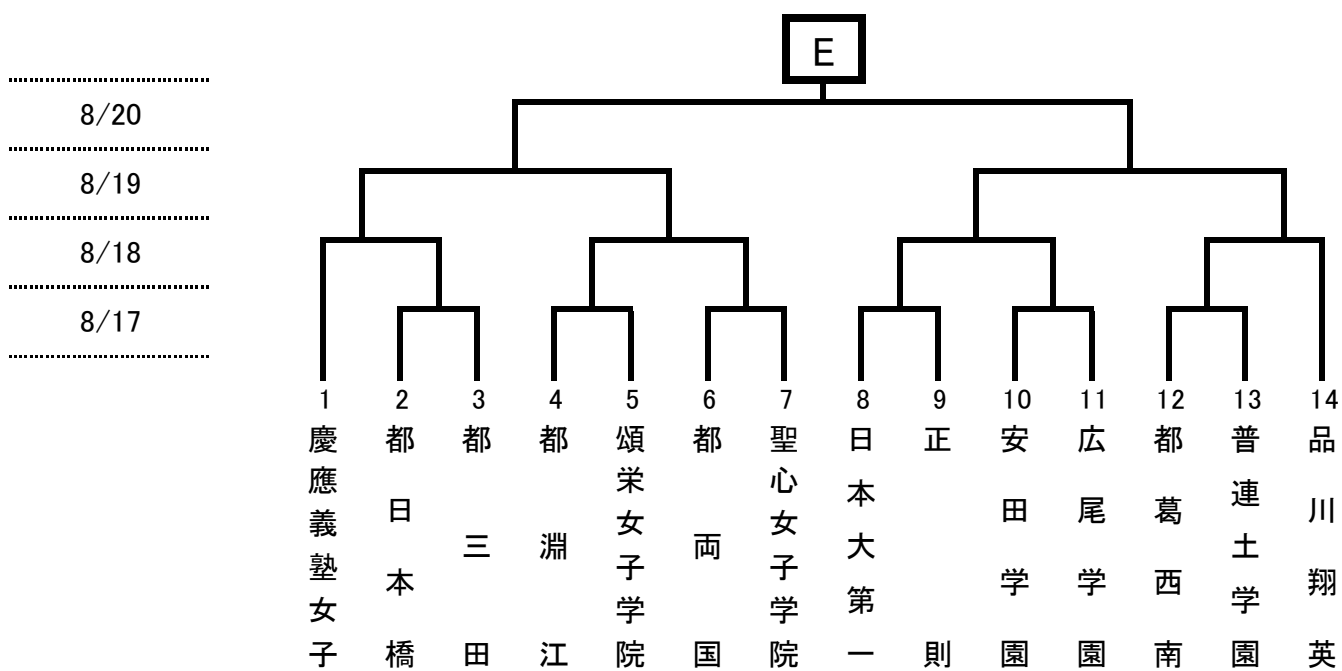 E
8/20
8/19
8/18
8/17
1
2
3
4
5
6
7
8
9
10
11
12
13
14
慶應義塾女子
都日本橋
都三田
都淵江
頌栄女子学院
都両国
聖心女子学院
日本大第一
正則
安田学園
広尾学園
都葛西南
普連土学園
品川翔英